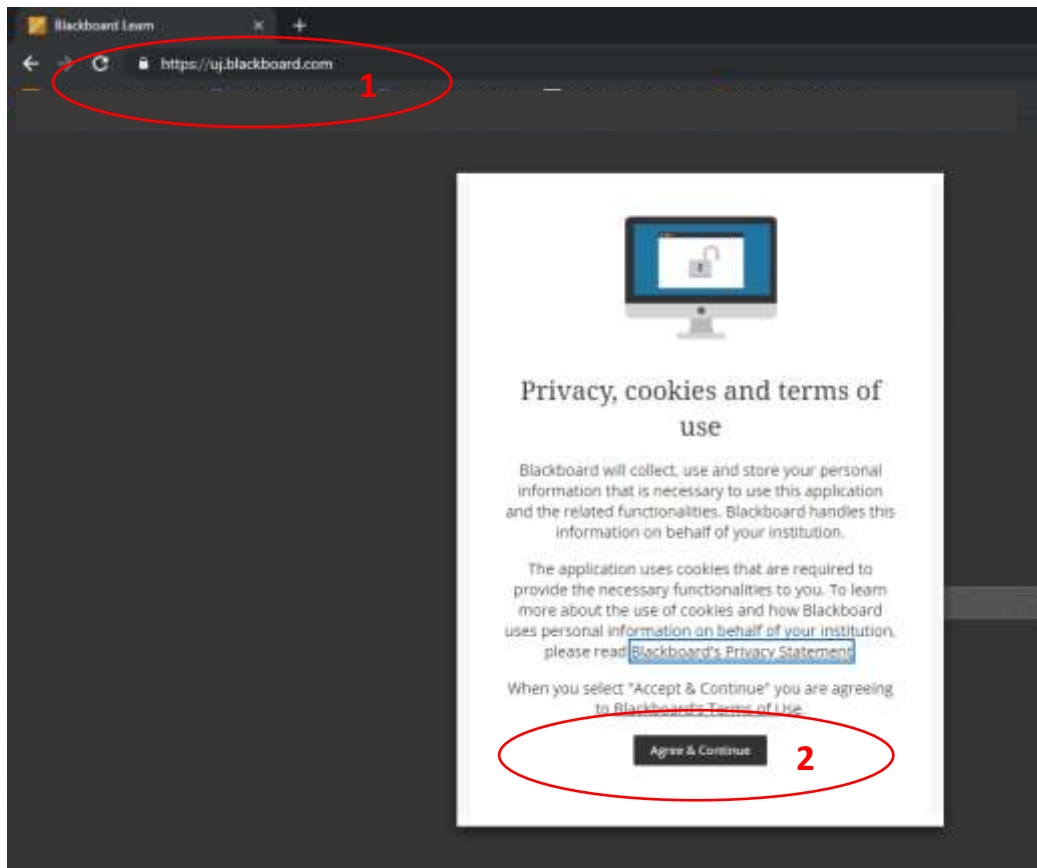 Blackboard Learn
https://uj.blackboard.com
1
Privacy, cookies and terms of
use
Blackboard will collect, use and store your personal
information that is necessary to use this application
and the related functionalities. Blackboard handles this
information on behalf of your institution.
The application uses cookies that are required to
provide the necessary functionalities to you. To learn
more about the use of cookies and how Blackboard
uses personal information on behalf of your institution,
please read Blackboard's Privacy Statement
When you select "Accept & Continue" you are agreeing
to Blackboard's Terms of Use.
Agree & Continue
2